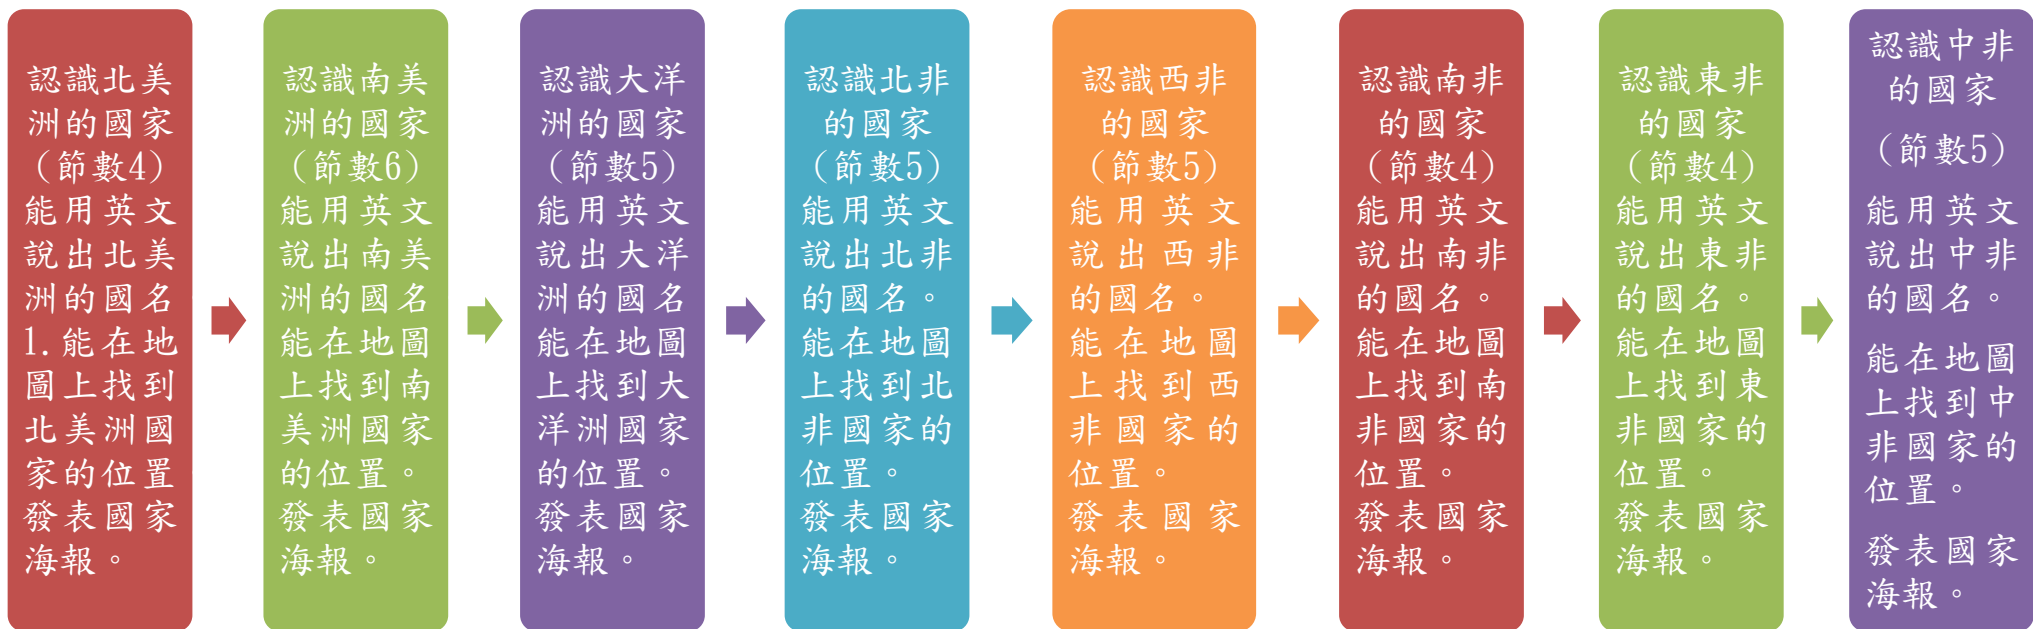 認識北美
洲的國家
(節數4)
能用英文
說出北美
洲的國名
1.能在地
圖上找到
北美洲國
家的位置
發表國家
海報。
認識南美
洲的國家
(節數6)
能用英文
說出南美
洲的國名
能在地圖
上找到南
美洲國家
的位置。
發表國家
海報。
認識大洋
洲的國家
(節數5)
能用英文
說出大洋
洲的國名
能在地圖
上找到大
洋洲國家
的位置。
發表國家
海報。
認識北非
的國家
(節數5)
能用英文
說出北非
的國名。
能在地圖
上找到北
非國家的
位置。
發表國家
海報。
認識西非
的國家
(節數5)
能用英文
說出西非
的國名。
能在地圖
上找到西
非國家的
位置。
發表國家
海報。
認識南非
的國家
(節數4)
能用英文
說出南非
的國名。
能在地圖
上找到南
非國家的
位置。
發表國家
海報。
認識東非
的國家
(節數4)
能用英文
說出東非
的國名。
能在地圖
上找到東
非國家的
位置。
發表國家
海報。
認識中非
的國家
(節數5)
能用英文
說出中非
的國名。
能在地圖
上找到中
非國家的
位置。
發表國家
海報。